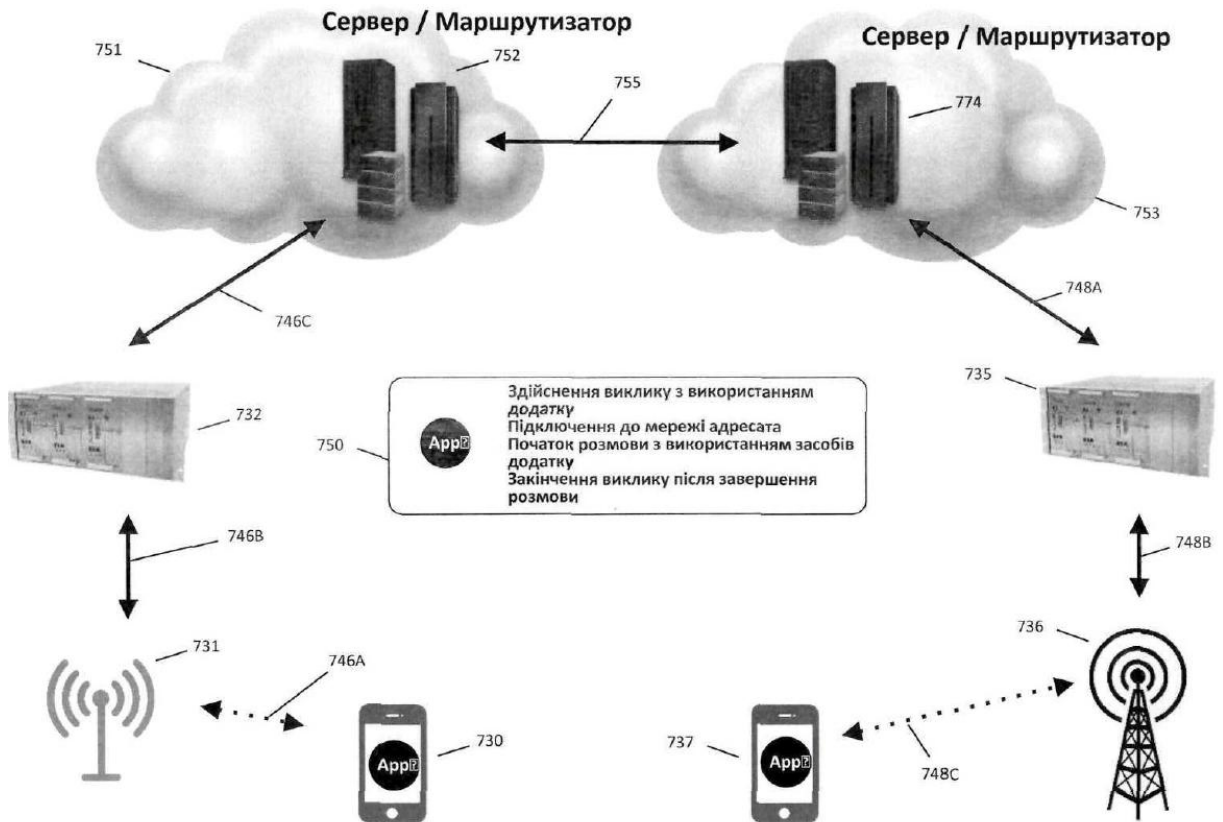 Сервер / Маршрутизатор
Сервер / Маршрутизатор
751
752
755
774
753
746C
748A
732
735
750
App
Здійснення виклику з використанням
додатку
Підключення до мережі адресата
Початок розмови з використанням засобів
додатку
Закінчення виклику після завершення
розмови
746B
748B
731
746A
736
App
730
737
App
748C